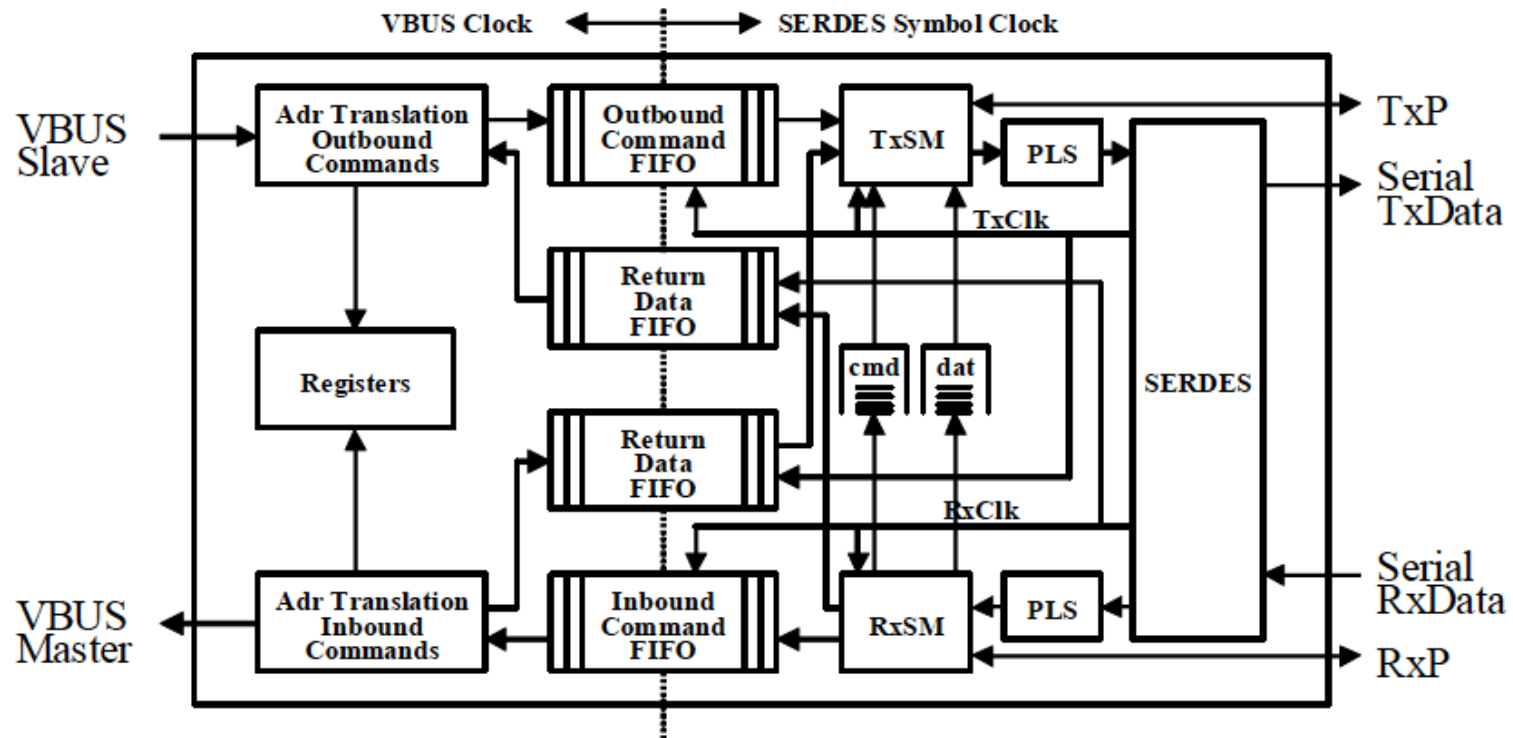 VBUS Clock
SERDES Symbol Clock
VBUS
Slave
Adr Translation
Outbound
Commands
Outbound
Command
FIFO
TxSM
PLS
TxP
Serial
TxData
TxClk
Return
Data
FIFO
Registers
cmd
dat
SERDES
Return
Data
FIFO
RxClk
VBUS
Master
Adr Translation
Inbound
Commands
Inbound
Command
FIFO
RxSM
PLS
Serial
RxData
RxP